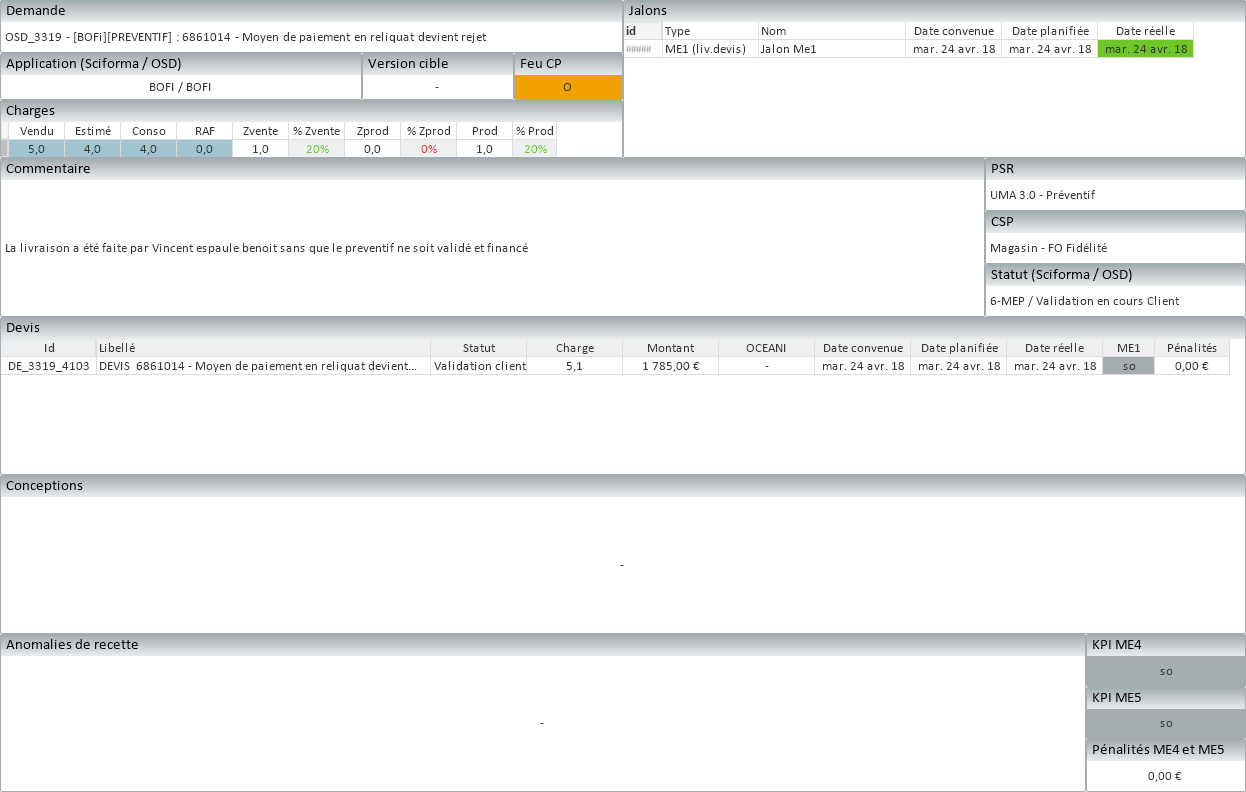 Demande
OSD_3319 - [BOFi][PREVENTIF] : 6861014 - Moyen de paiement en reliquat devient rejet
Application (Sciforma / OSD) Version cible Feu CP
BOFI / BOFI - O
Charges
Vendu Estimé Conso RAF Zvente % Zvente Zprod % Zprod Prod % Prod
5,0 4,0 4,0 0,0 1,0 20% 0,0 0% 1,0 20%
Jalons
id Type Nom Date convenue Date planifiée Date réelle
##### ME1 (liv.devis) Jalon Me1 mar. 24 avr. 18 mar. 24 avr. 18 mar. 24 avr. 18
Commentaire
La livraison a été faite par Vincent espaule benoit sans que le preventif ne soit validé et financé
PSR
UMA 3.0 - Préventif
CSP
Magasin - FO Fidélité
Statut (Sciforma / OSD)
6-MEP / Validation en cours Client
Devis
Id Libellé Statut Charge Montant OCEANI Date convenue Date planifiée Date réelle ME1 Pénalités
DE_3319_4103 DEVIS 6861014 - Moyen de paiement en reliquat devient... Validation client 5,1 1 785,00 € - mar. 24 avr. 18 mar. 24 avr. 18 mar. 24 avr. 18 so 0,00 €
Conceptions
-
Anomalies de recette
-
KPI ME4
so
KPI ME5
so
Pénalités ME4 et ME5
0,00 €